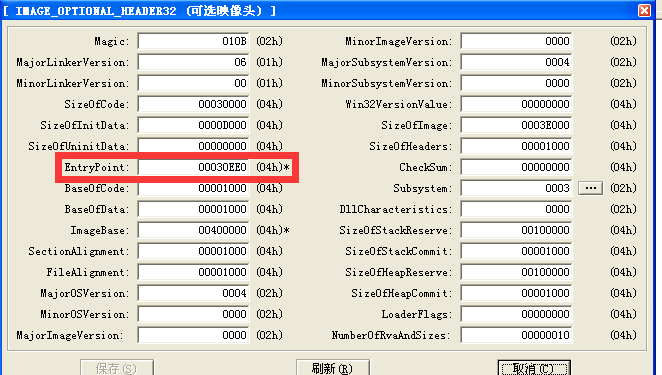 [ IMAGE_OPTIONAL_HEADER32 (可选映像头) ]
Magic: 010B (02h) MinorImageVersion: 0000 (02h)
MajorLinkerVersion: 06 (01h) MajorSubsystemVersion: 0004 (02h)
MinorLinkerVersion: 00 (01h) MinorSubsystemVersion: 0000 (02h)
SizeOfCode: 00030000 (04h) Win32VersionValue: 00000000 (04h)
SizeOfInitData: 0000D000 (04h) SizeOfImage: 0003E000 (04h)
SizeOfUninitData: 00000000 (04h) SizeOfHeaders: 00001000 (04h)
EntryPoint: 00030EE0 (04h)* CheckSum: 00000000 (04h)
BaseOfCode: 00001000 (04h) Subsystem: 0003 ... (02h)
BaseOfData: 00001000 (04h) DllCharacteristics: 0000 (02h)
ImageBase: 00400000 (04h)* SizeOfStackReserve: 00100000 (04h)
SectionAlignment: 00001000 (04h) SizeOfStackCommit: 00001000 (04h)
FileAlignment: 00001000 (04h) SizeOfHeapReserve: 00100000 (04h)
MajorOSVersion: 0004 (02h) SizeOfHeapCommit: 00001000 (04h)
MinorOSVersion: 0000 (02h) LoaderFlags: 00000000 (04h)
MajorImageVersion: 0000 (02h) NumberOfRvaAndSizes: 00000010 (04h)
保存(S) 刷新(R) 取消(C)